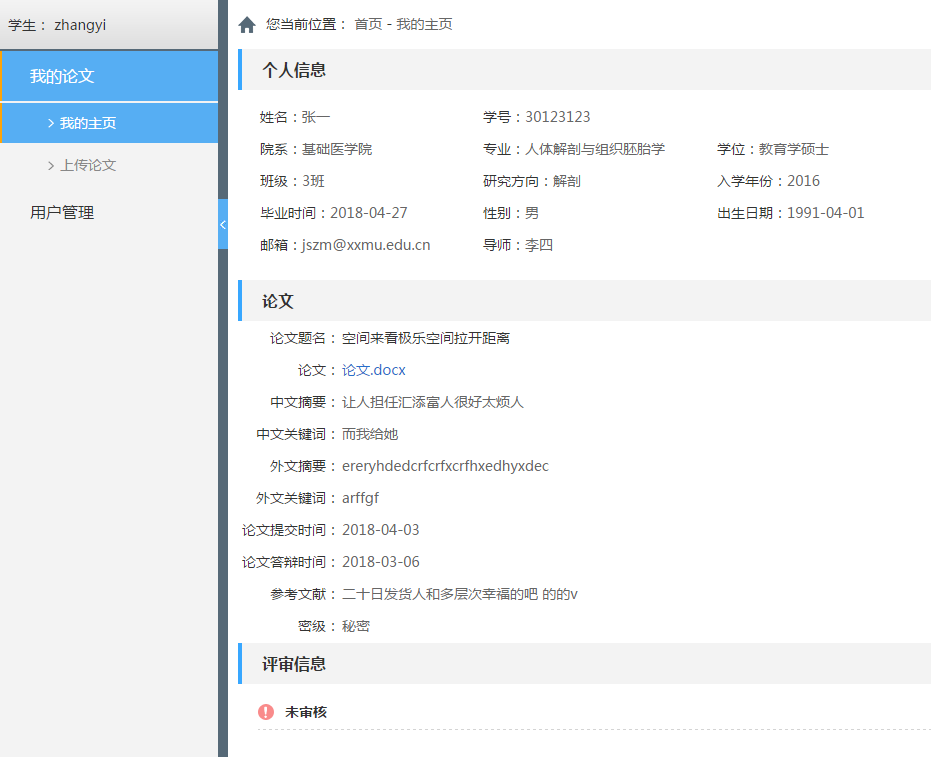 学生： zhangyi
您当前位置： 首页 - 我的主页
我的论文
> 我的主页
> 上传论文
用户管理
<
个人信息
姓名：张一 学号：30123123
院系：基础医学院 专业：人体解剖与组织胚胎学 学位：教育学硕士
班级：3班 研究方向：解剖 入学年份：2016
毕业时间：2018-04-27 性别：男 出生日期：1991-04-01
邮箱：jszm@xxmu.edu.cn 导师：李四
论文
论文题名： 空间来看极乐空间拉开距离
论文： 论文.docx
中文摘要： 让人担任汇添富人很好太烦人
中文关键词： 而我给她
外文摘要： ereryhdedcrfcrfxcrfhxedhyxdec
外文关键词： arffgf
论文提交时间： 2018-04-03
论文答辩时间： 2018-03-06
参考文献： 二十日发货人和多层次幸福的吧 的的v
密级： 秘密
评审信息
未审核